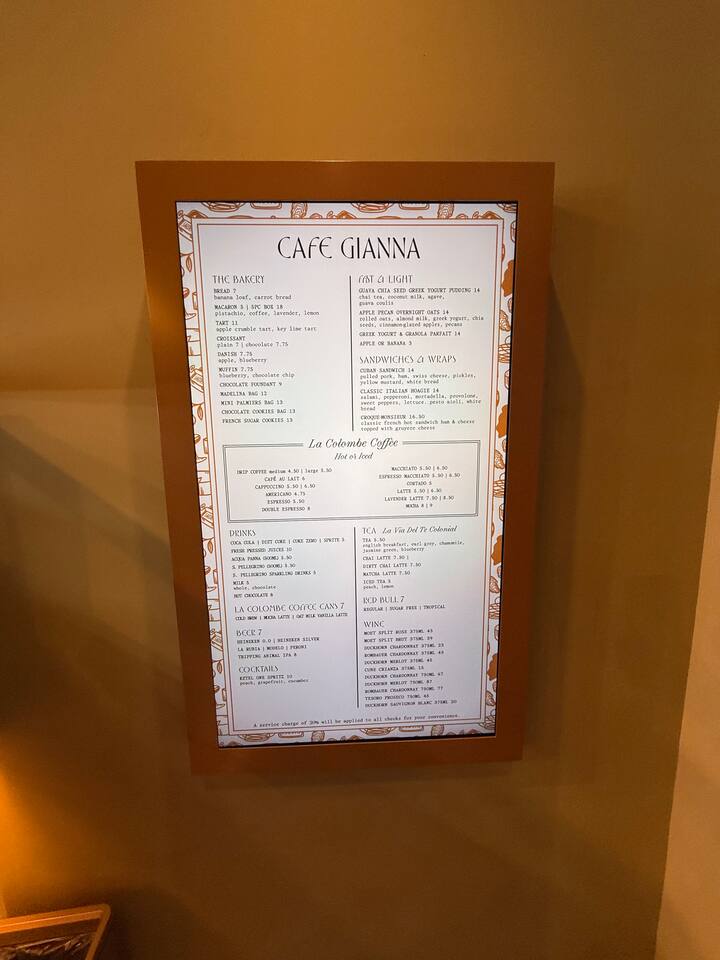 CAFE GIANNA
THE BAKERY
BREAD 7
banana loaf, carrot bread
MACARON 5 | 5PC BOX 18
pistachio, coffee, lavender, lemon
TART 11
apple crumble tart, key lime tart
CROISSANT
plain 7 | chocolate 7.75
DANISH 7.75
apple, blueberry
MUFFIN 7.75
blueberry, chocolate chip
CHOCOLATE FOUNDANT 9
MADELINA BAG 12
MINI PALMIERS BAG 13
CHOCOLATE COOKIES BAG 13
FRENCH SUGAR COOKIES 13
FAST & LIGHT
GUAVA CHIA SEED GREEK YOGURT PUDDING 14
chai tea, coconut milk, agave,
guava coulis
APPLE PECAN OVERNIGHT OATS 14
rolled oats, almond milk, greek yogurt, chia
seeds, cinnamon-glazed apples, pecans
GREEK YOGURT & GRANOLA PARFAIT 14
APPLE OR BANANA 3
SANDWICHES & WRAPS
CUBAN SANDWICH 14
pulled pork, ham, swiss cheese, pickles,
yellow mustard, white bread
CLASSIC ITALIAN HOAGIE 14
salami, pepperoni, mortadella, provolone,
sweet peppers, lettuce, pesto aioli, white
bread
CROQUE-MONSIEUR 16.50
classic french hot sandwich ham & cheese
topped with gruyere cheese
La Colombe Coffee
Hot or Iced
DRIP COFFEE medium 4.50 | large 5.50
CAFÉ AU LAIT 6
CAPPUCCINO 5.50 | 6.50
AMERICANO 4.75
ESPRESSO 5.50
DOUBLE ESPRESSO 8
MACCHIATO 5.50 | 6.50
ESPRESSO MACCHIATO 5.50 | 6.50
CORTADO 5
LATTE 5.50 | 6.50
LAVENDER LATTE 7.50 | 8.50
MOCHA 8 | 9
DRINKS
COCA COLA | DIET COKE | COKE ZERO | SPRITE 5
FRESH PRESSED JUICES 10
ACQUA PANNA (500ML) 5.50
S. PELLEGRINO (500ML) 5.50
S. PELLEGRINO SPARKLING DRINKS 5
MILK 5
whole, chocolate
HOT CHOCOLATE 8
LA COLOMBE COFFEE CANS 7
COLD BREW | MOCHA LATTE | OAT MILK VANILLA LATTE
BEER 7
HEINEKEN 0.0 | HEINEKEN SILVER
LA RUBIA | MODELO | PERONI
TRIPPING ANIMAL IPA 8
COCKTAILS
KETEL ONE SPRITZ 10
peach, grapefruit, cucumber
TEA La Via Del Te Colonial
TEA 5.50
english breakfast, earl grey, chamomile,
jasmine green, blueberry
CHAI LATTE 7.50 |
DIRTY CHAI LATTE 7.50
MATCHA LATTE 7.50
ICED TEA 5
peach, lemon
RED BULL 7
REGULAR | SUGAR FREE | TROPICAL
WINE
MOET SPLIT ROSE 375ML 43
MOET SPLIT BRUT 375ML 39
DUCKHORN CHARDONNAY 375ML 33
ROMBAUER CHARDONNAY 375ML 43
DUCKHORN MERLOT 375ML 45
CUNE CRIANZA 375ML 15
DUCKHORN CHARDONNAY 750ML 67
DUCKHORN MERLOT 750ML 87
ROMBAUER CHARDONNAY 750ML 77
TESORO PROSECO 750ML 45
DUCKHORN SAUVIGNON BLANC 375ML 30
A service charge of 20% will be applied to all checks for your convenience.